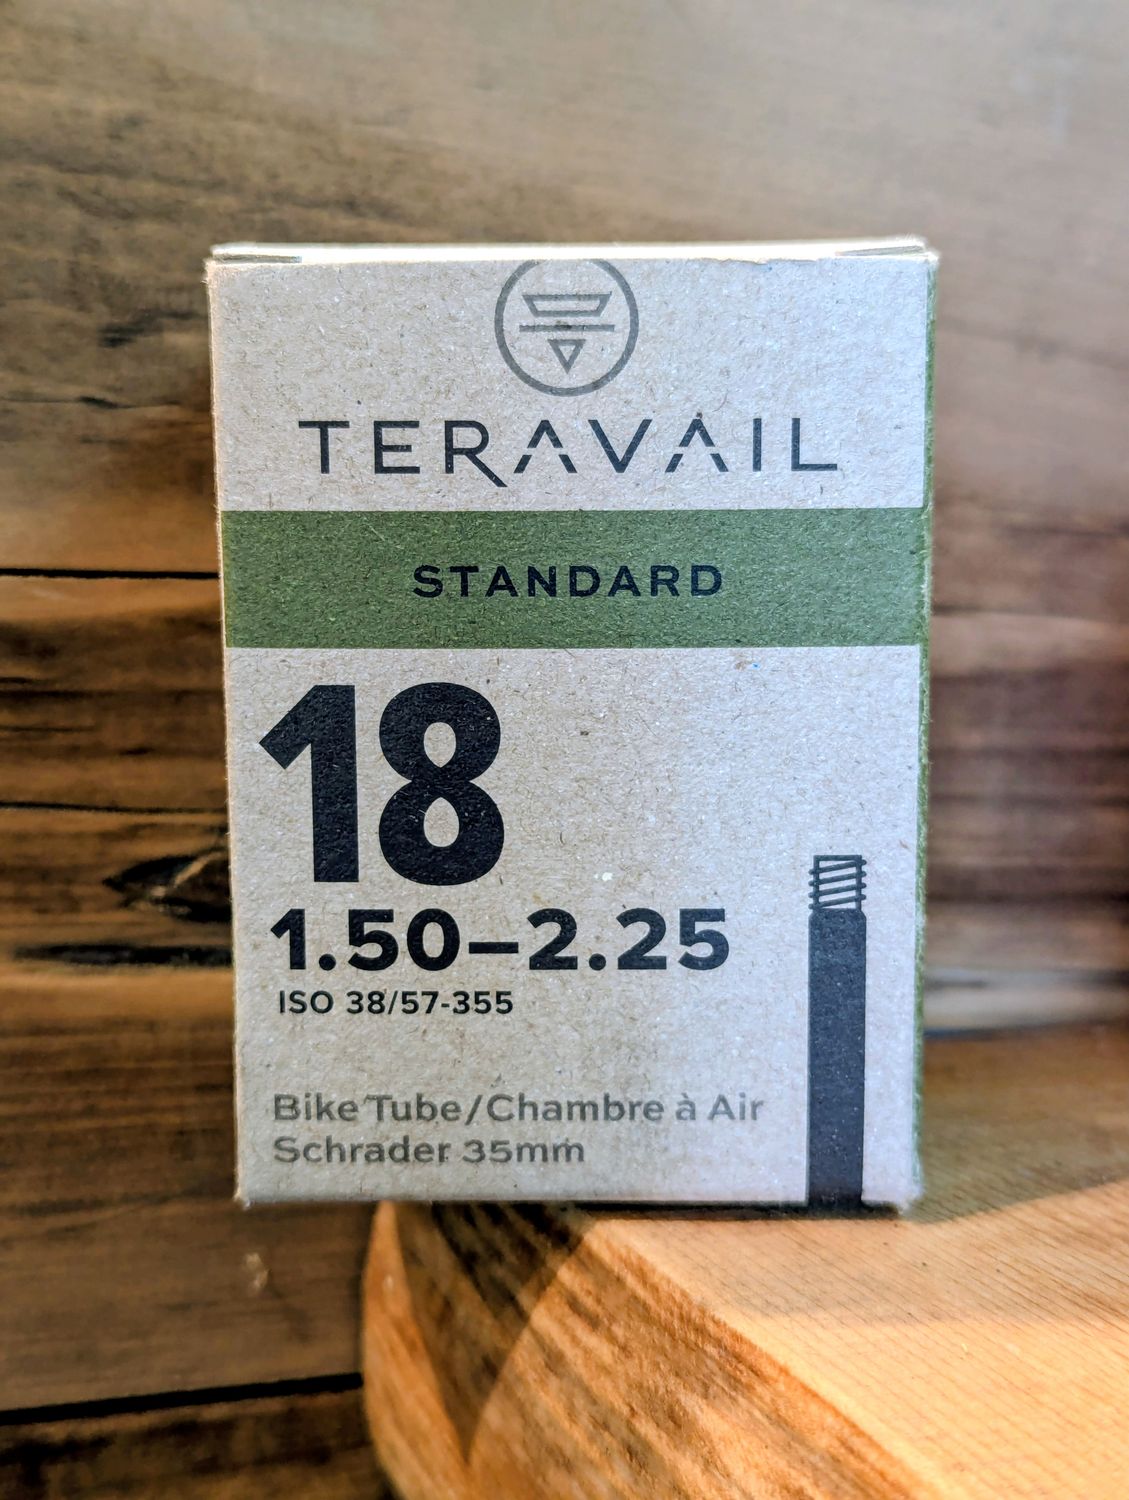 TERAVAIL
STANDARD
18
1.50–2.25
ISO 38/57-355
Bike Tube/Chambre à Air
Schrader 35mm